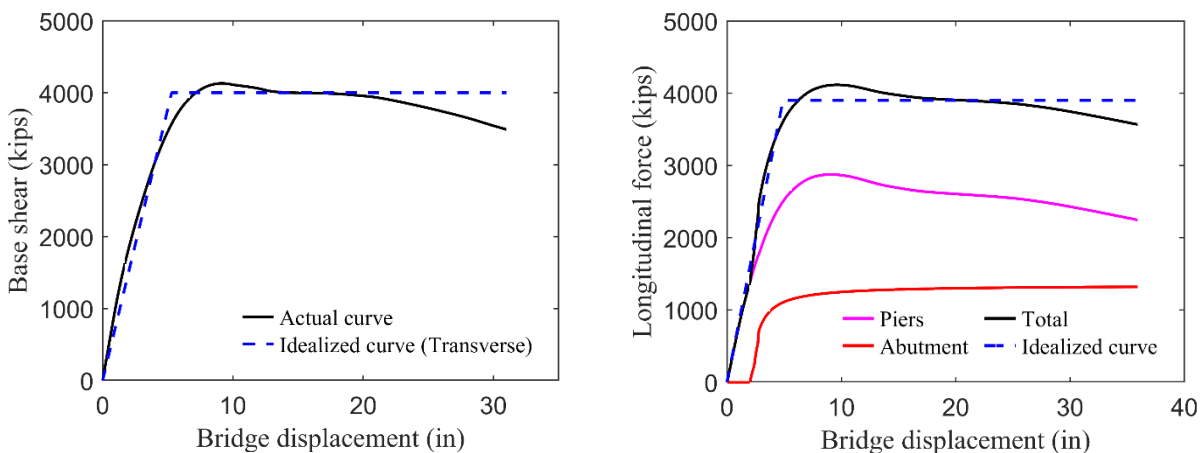 5000
4000
3000
2000
1000
0
Base shear (kips)
Actual curve
Idealized curve (Transverse)
0 10 20 30
Bridge displacement (in)
5000
4000
3000
2000
1000
0
Longitudinal force (kips)
Piers Total
Abutment Idealized curve
0 10 20 30 40
Bridge displacement (in)